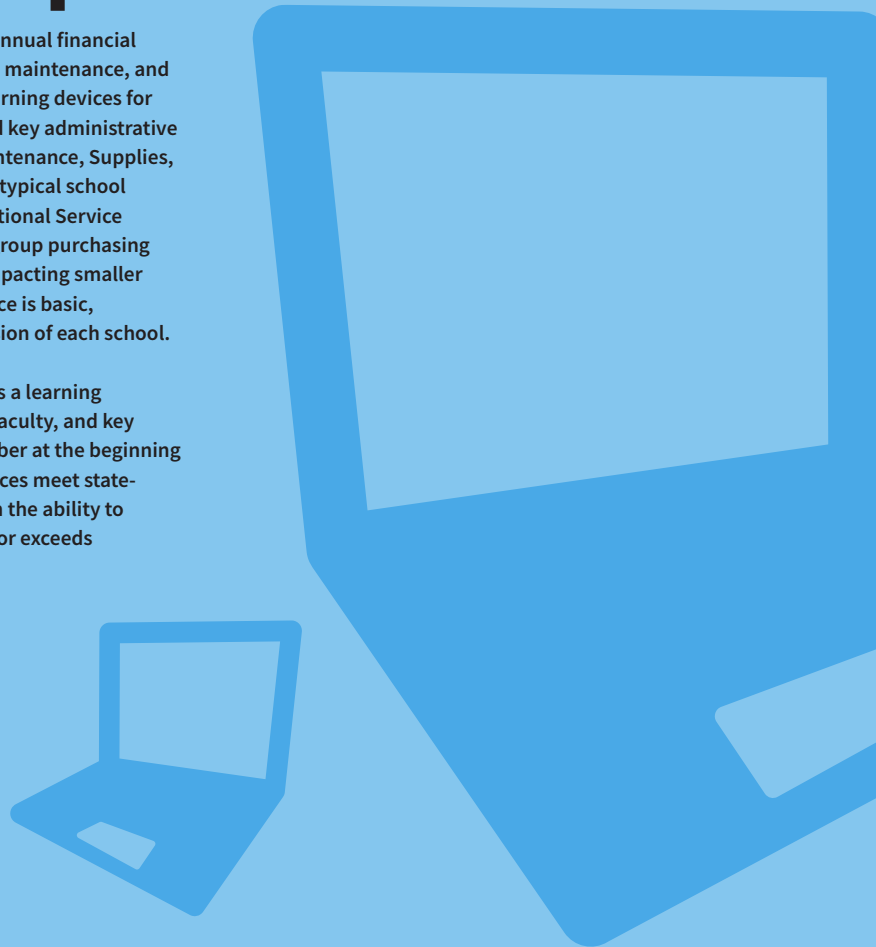 nnual financial
maintenance, and
rning devices for
key administrative
ntenance, Supplies,
typical school
tional Service
roup purchasing
pacting smaller
ce is basic,
ion of each school.
s a learning
aculty, and key
ber at the beginning
ces meet state-
the ability to
or exceeds